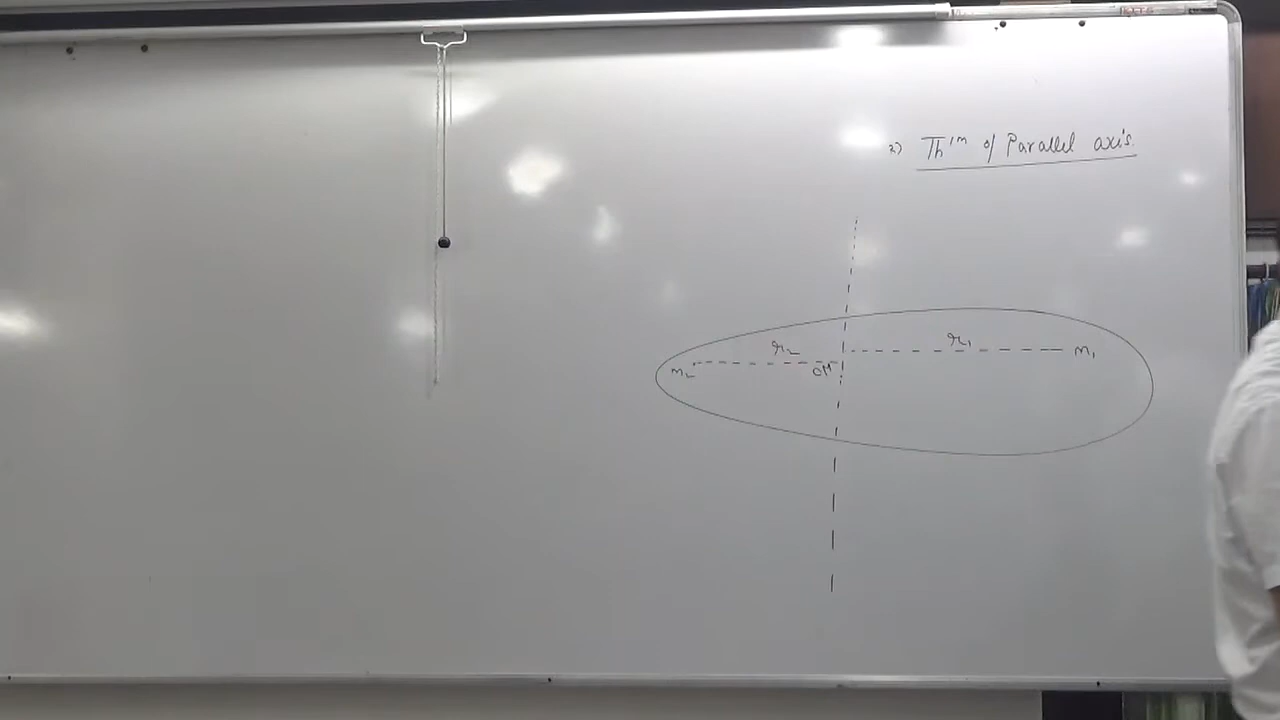 2) Th'm of Parallel axis.
r₂ r₁
m₂ CM m₁